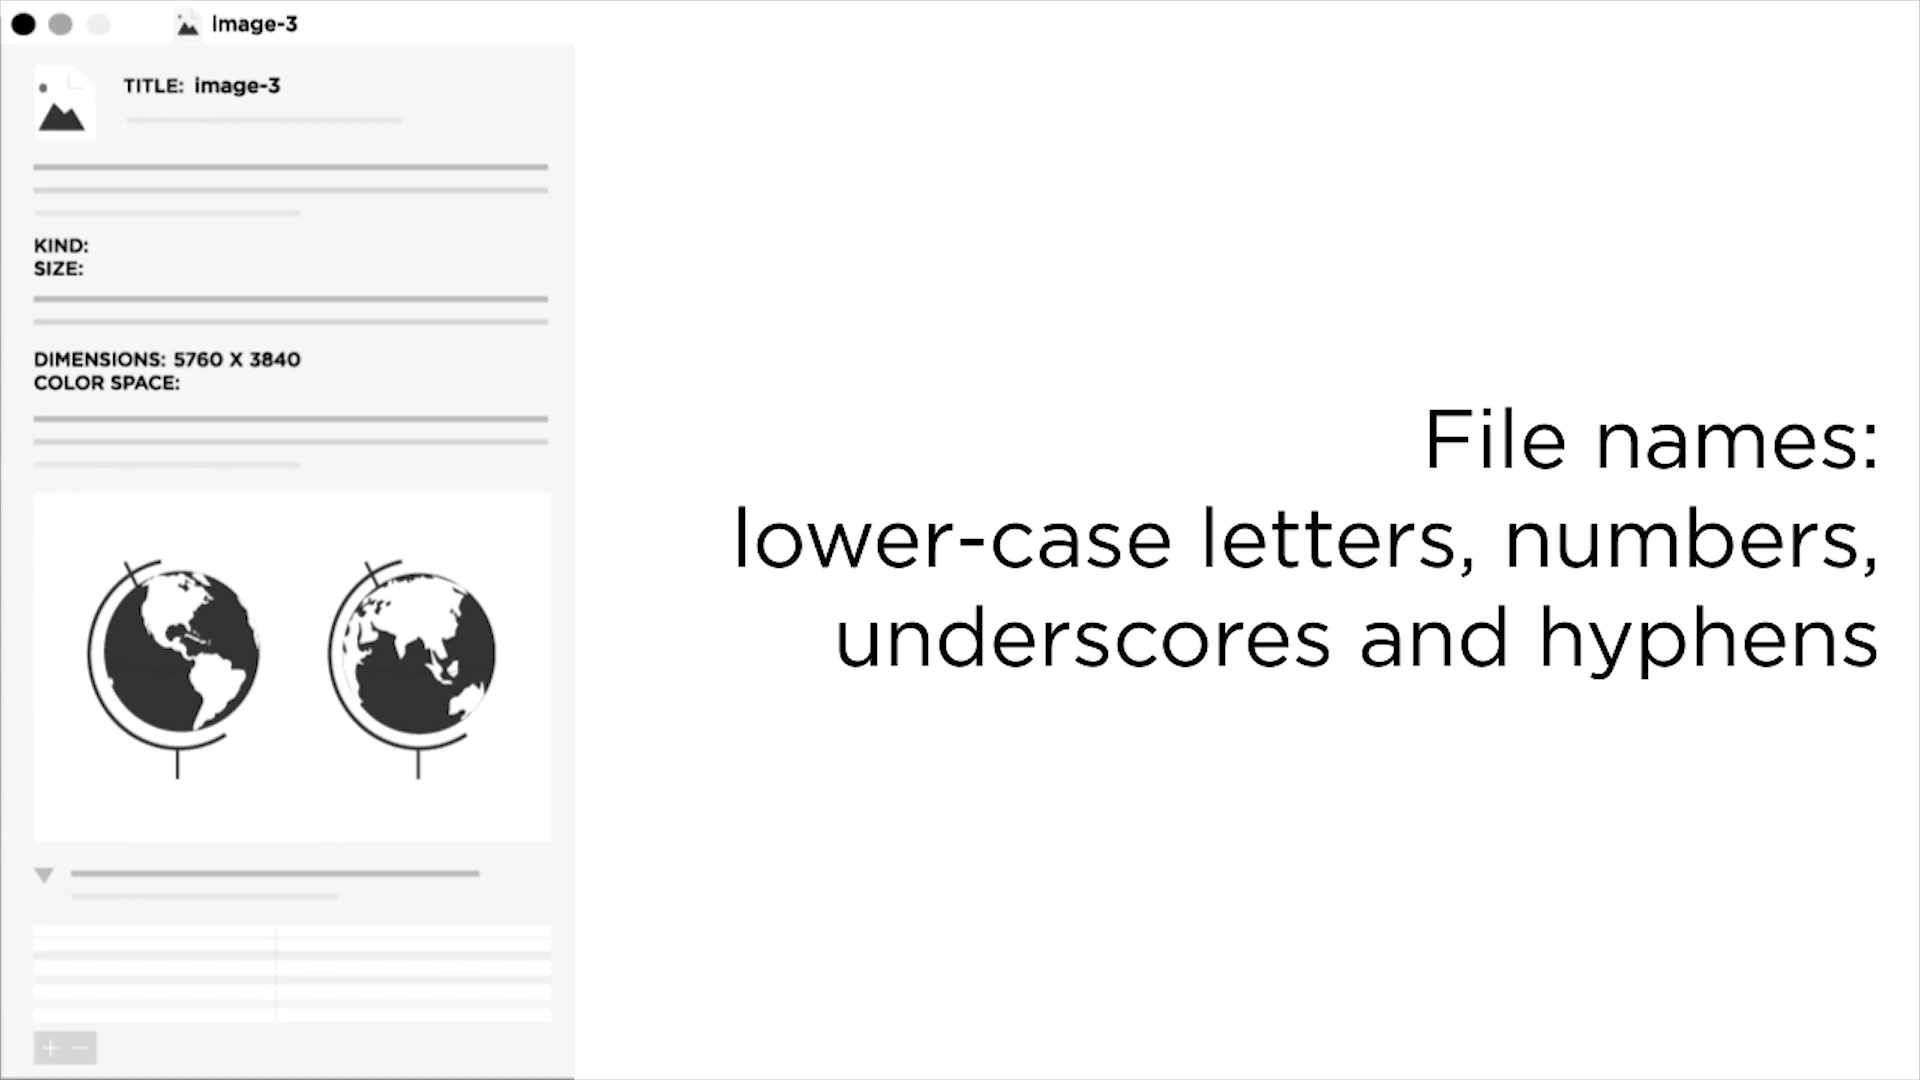 image-3
TITLE: image-3
KIND:
SIZE:
DIMENSIONS: 5760 X 3840
COLOR SPACE:
File names:
lower-case letters, numbers,
underscores and hyphens